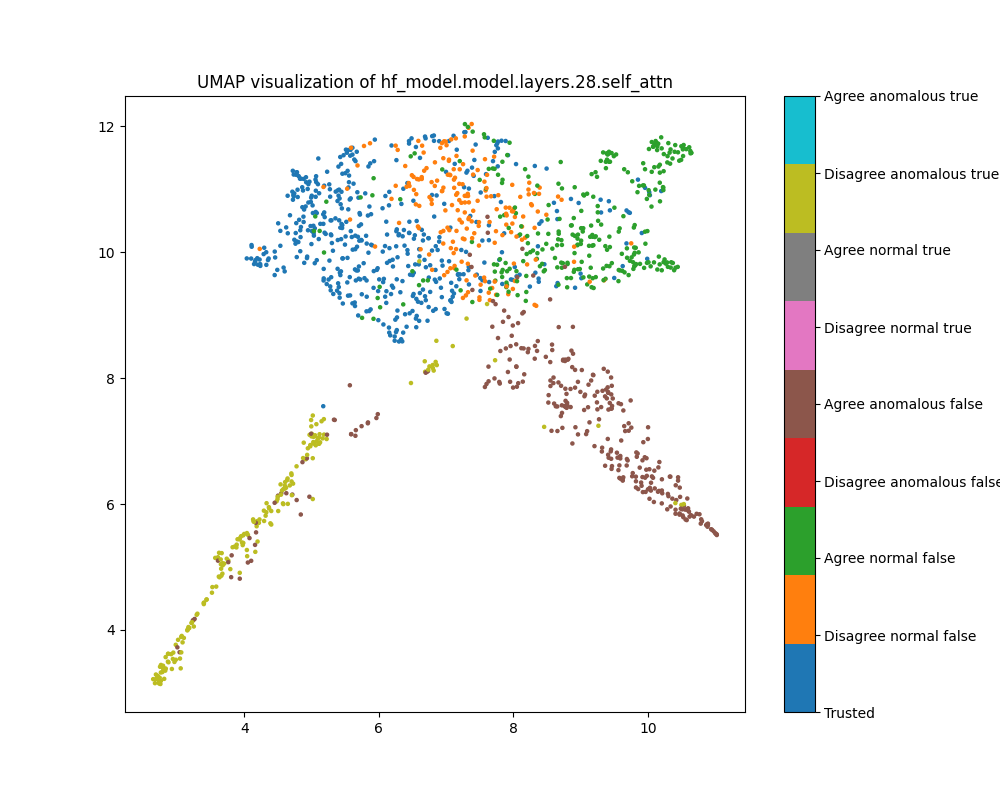 UMAP visualization of hf_model.model.layers.28.self_attn
12
10
8
6
4
4
6
8
10
Agree anomalous true
Disagree anomalous true
Agree normal true
Disagree normal true
Agree anomalous false
Disagree anomalous false
Agree normal false
Disagree normal false
Trusted